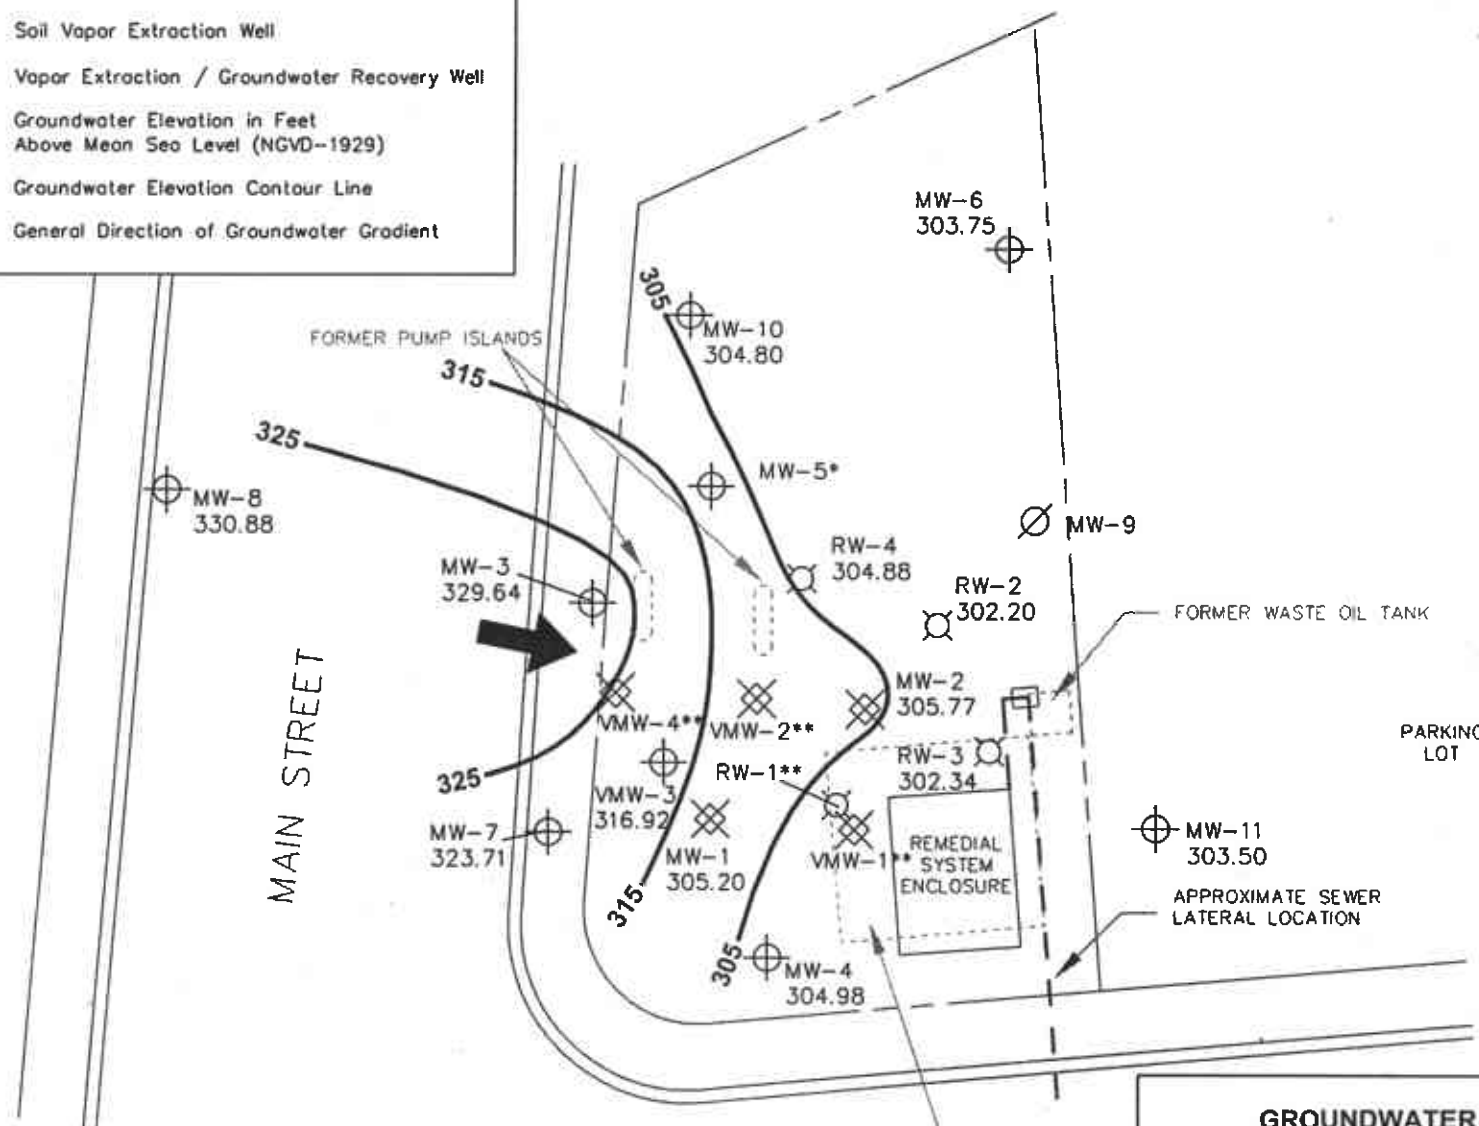 Soil Vapor Extraction Well
Vapor Extraction / Groundwater Recovery Well
Groundwater Elevation in Feet
Above Mean Sea Level (NGVD-1929)
Groundwater Elevation Contour Line
General Direction of Groundwater Gradient
MW-6
303.75
305
MW-10
304.80
FORMER PUMP ISLANDS
315
325
MW-8
330.88
MW-5*
MW-9
RW-4
304.88
MW-3
329.64
RW-2
302.20
FORMER WASTE OIL TANK
MAIN STREET
MW-2
305.77
VMW-4**
VMW-2**
PARKING
LOT
RW-3
302.34
RW-1**
325
VMW-3
316.92
MW-7
323.71
MW-1
305.20
VMW-1**
REMEDIAL
SYSTEM
ENCLOSURE
MW-11
303.50
315
APPROXIMATE SEWER
LATERAL LOCATION
305
MW-4
304.98
GROUNDWATER